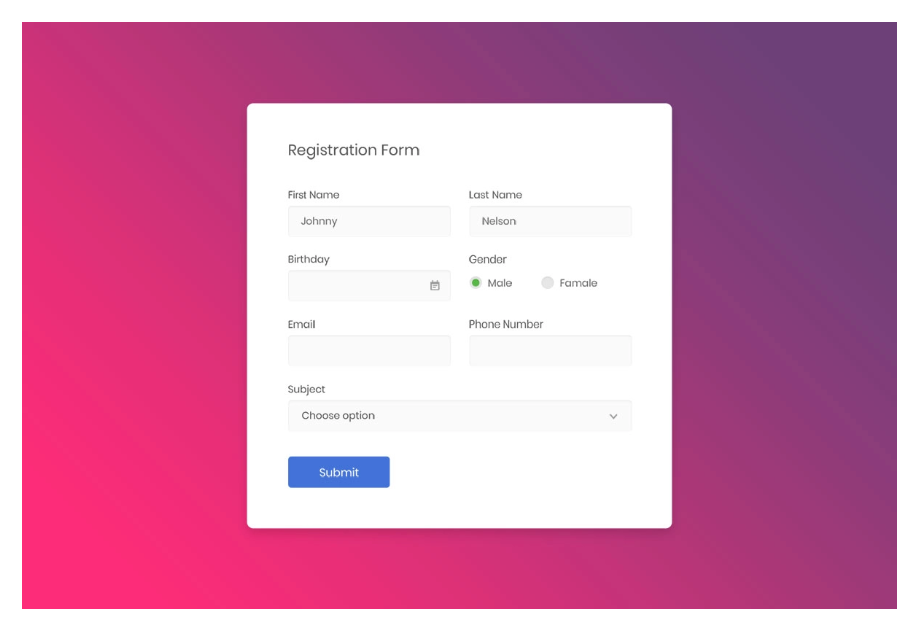 Registration Form
First Name Last Name
Johnny Nelson
Birthday Gender
Male Famale
Email Phone Number
Subject
Choose option
Submit